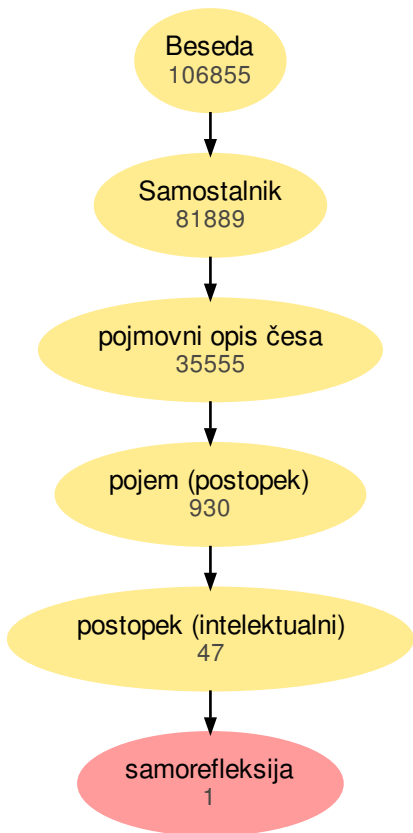 Beseda
106855
Samostalnik
81889
pojmovni opis česa
35555
pojem (postopek)
930
postopek (intelektualni)
47
samorefleksija
1